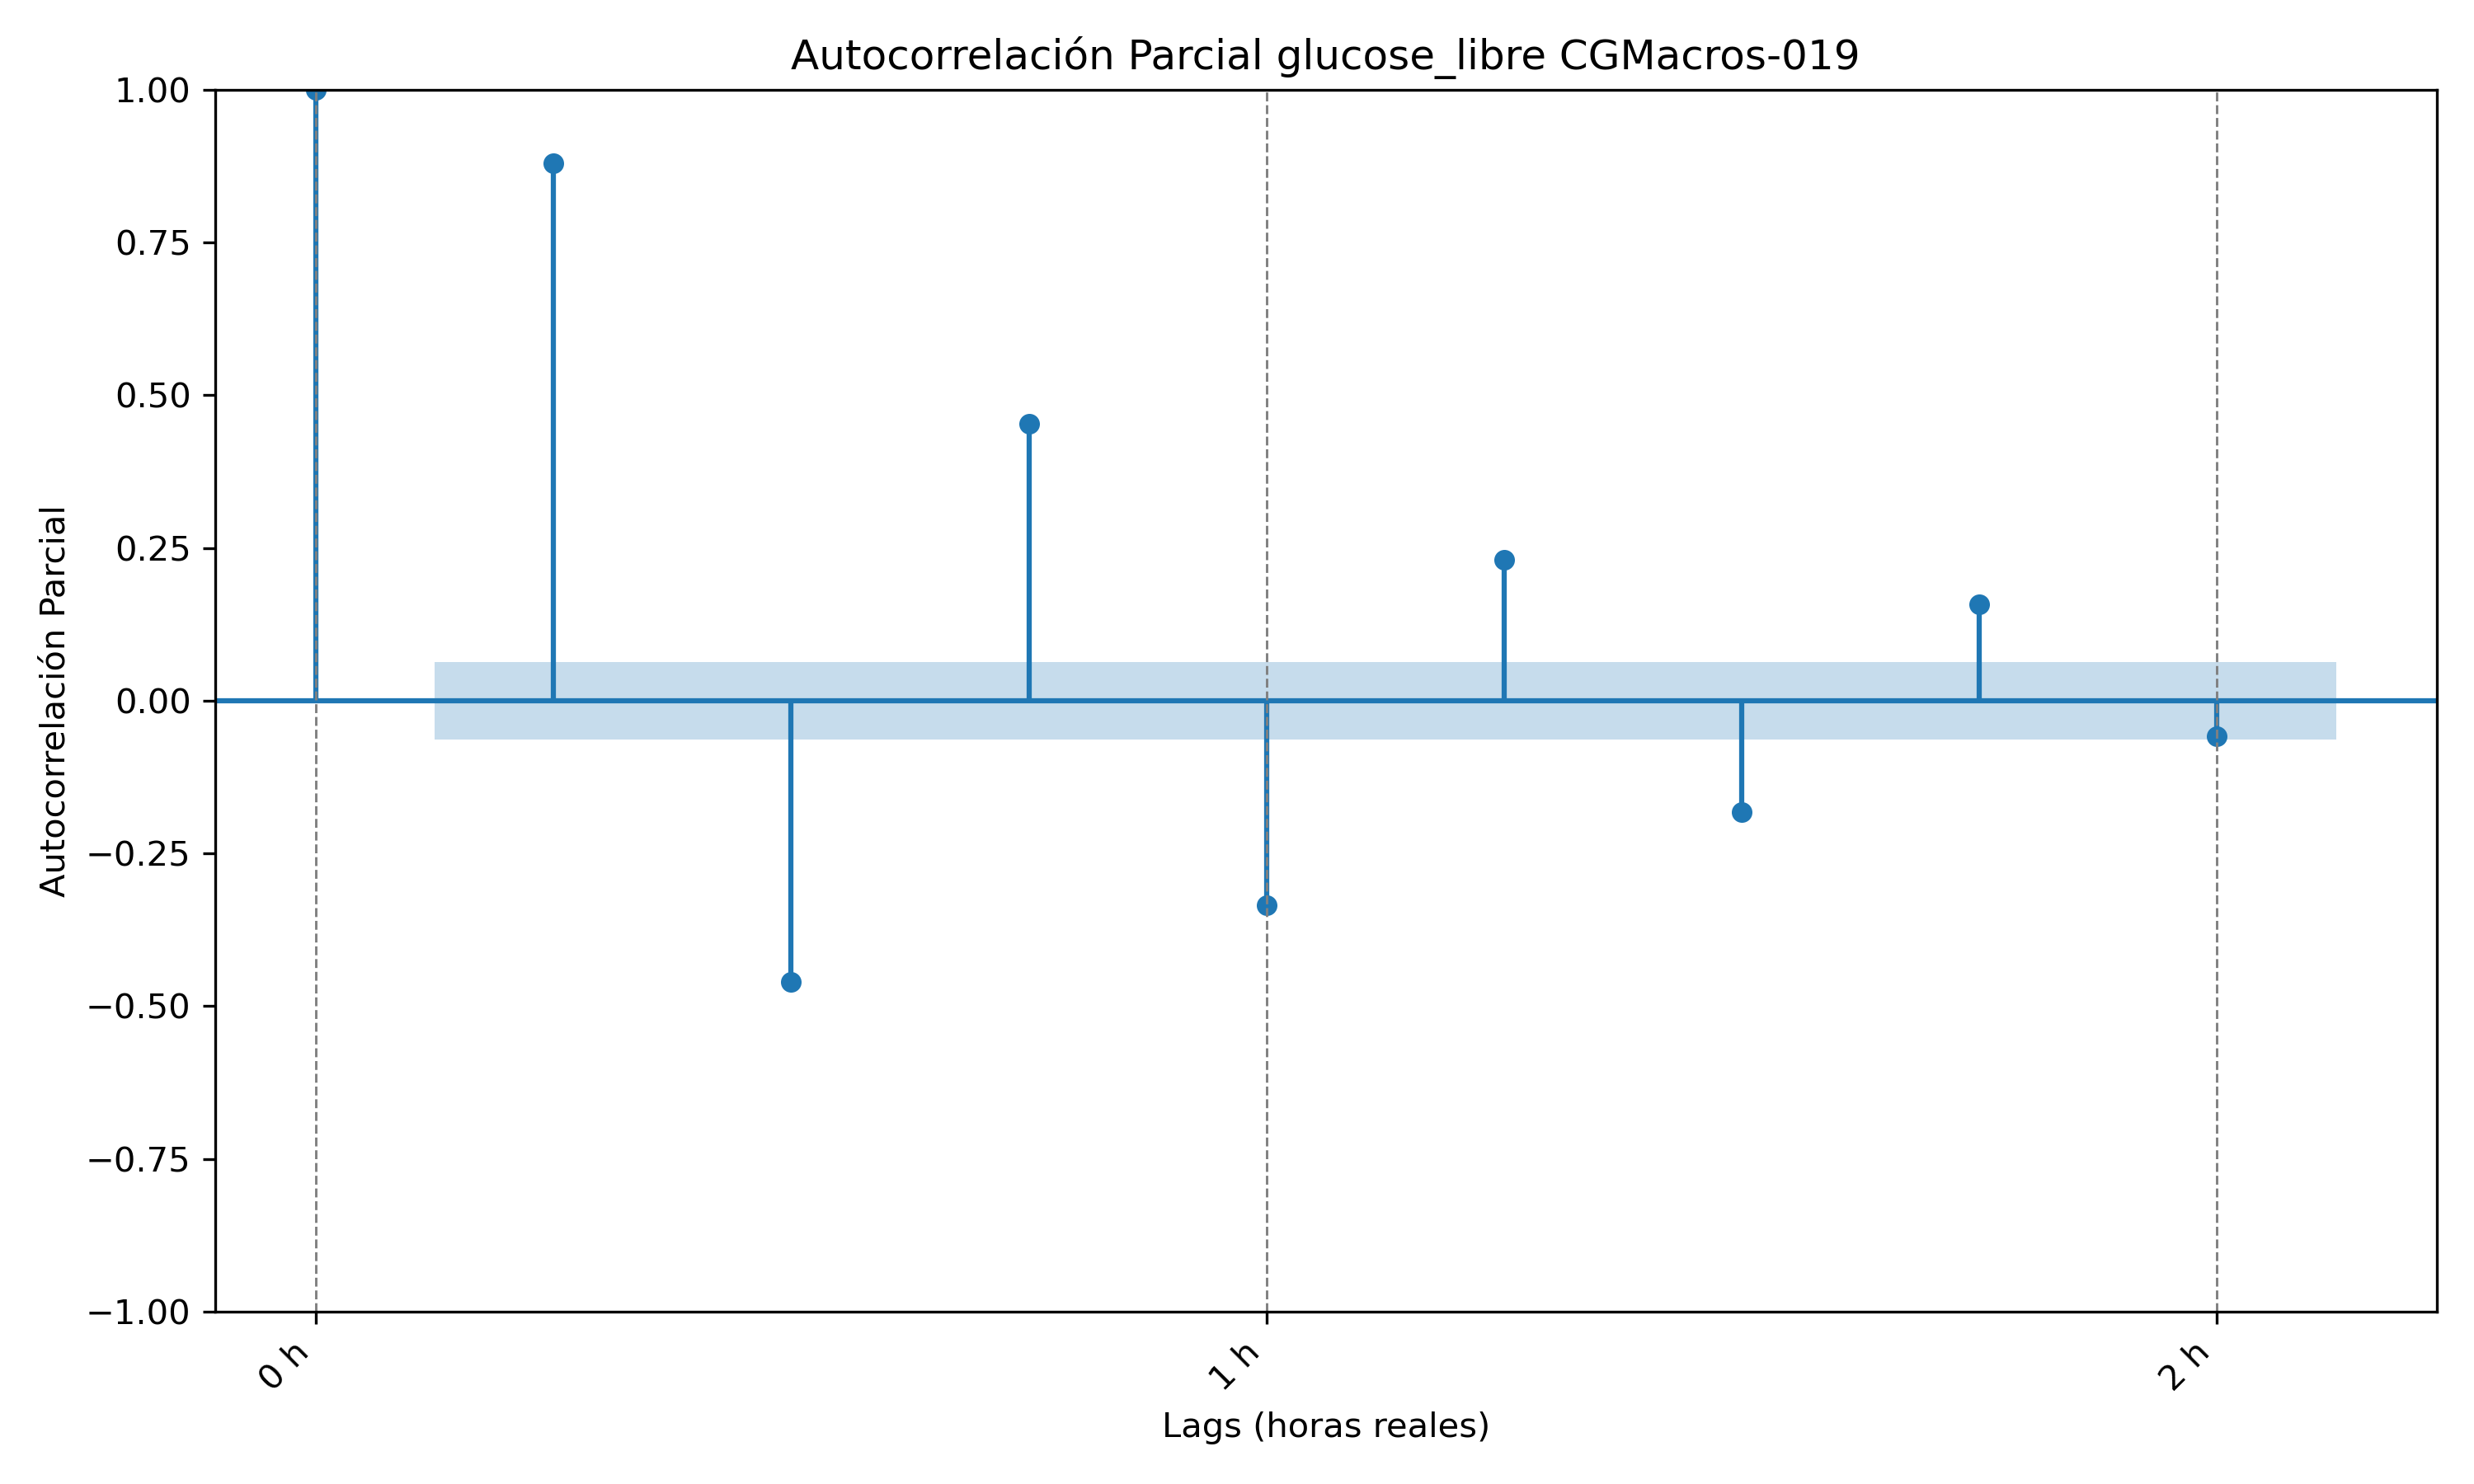 Autocorrelación Parcial glucose_libre CGMacros-019
Autocorrelación Parcial
1.00
0.75
0.50
0.25
0.00
−0.25
−0.50
−0.75
−1.00
0 h
1 h
2 h
Lags (horas reales)